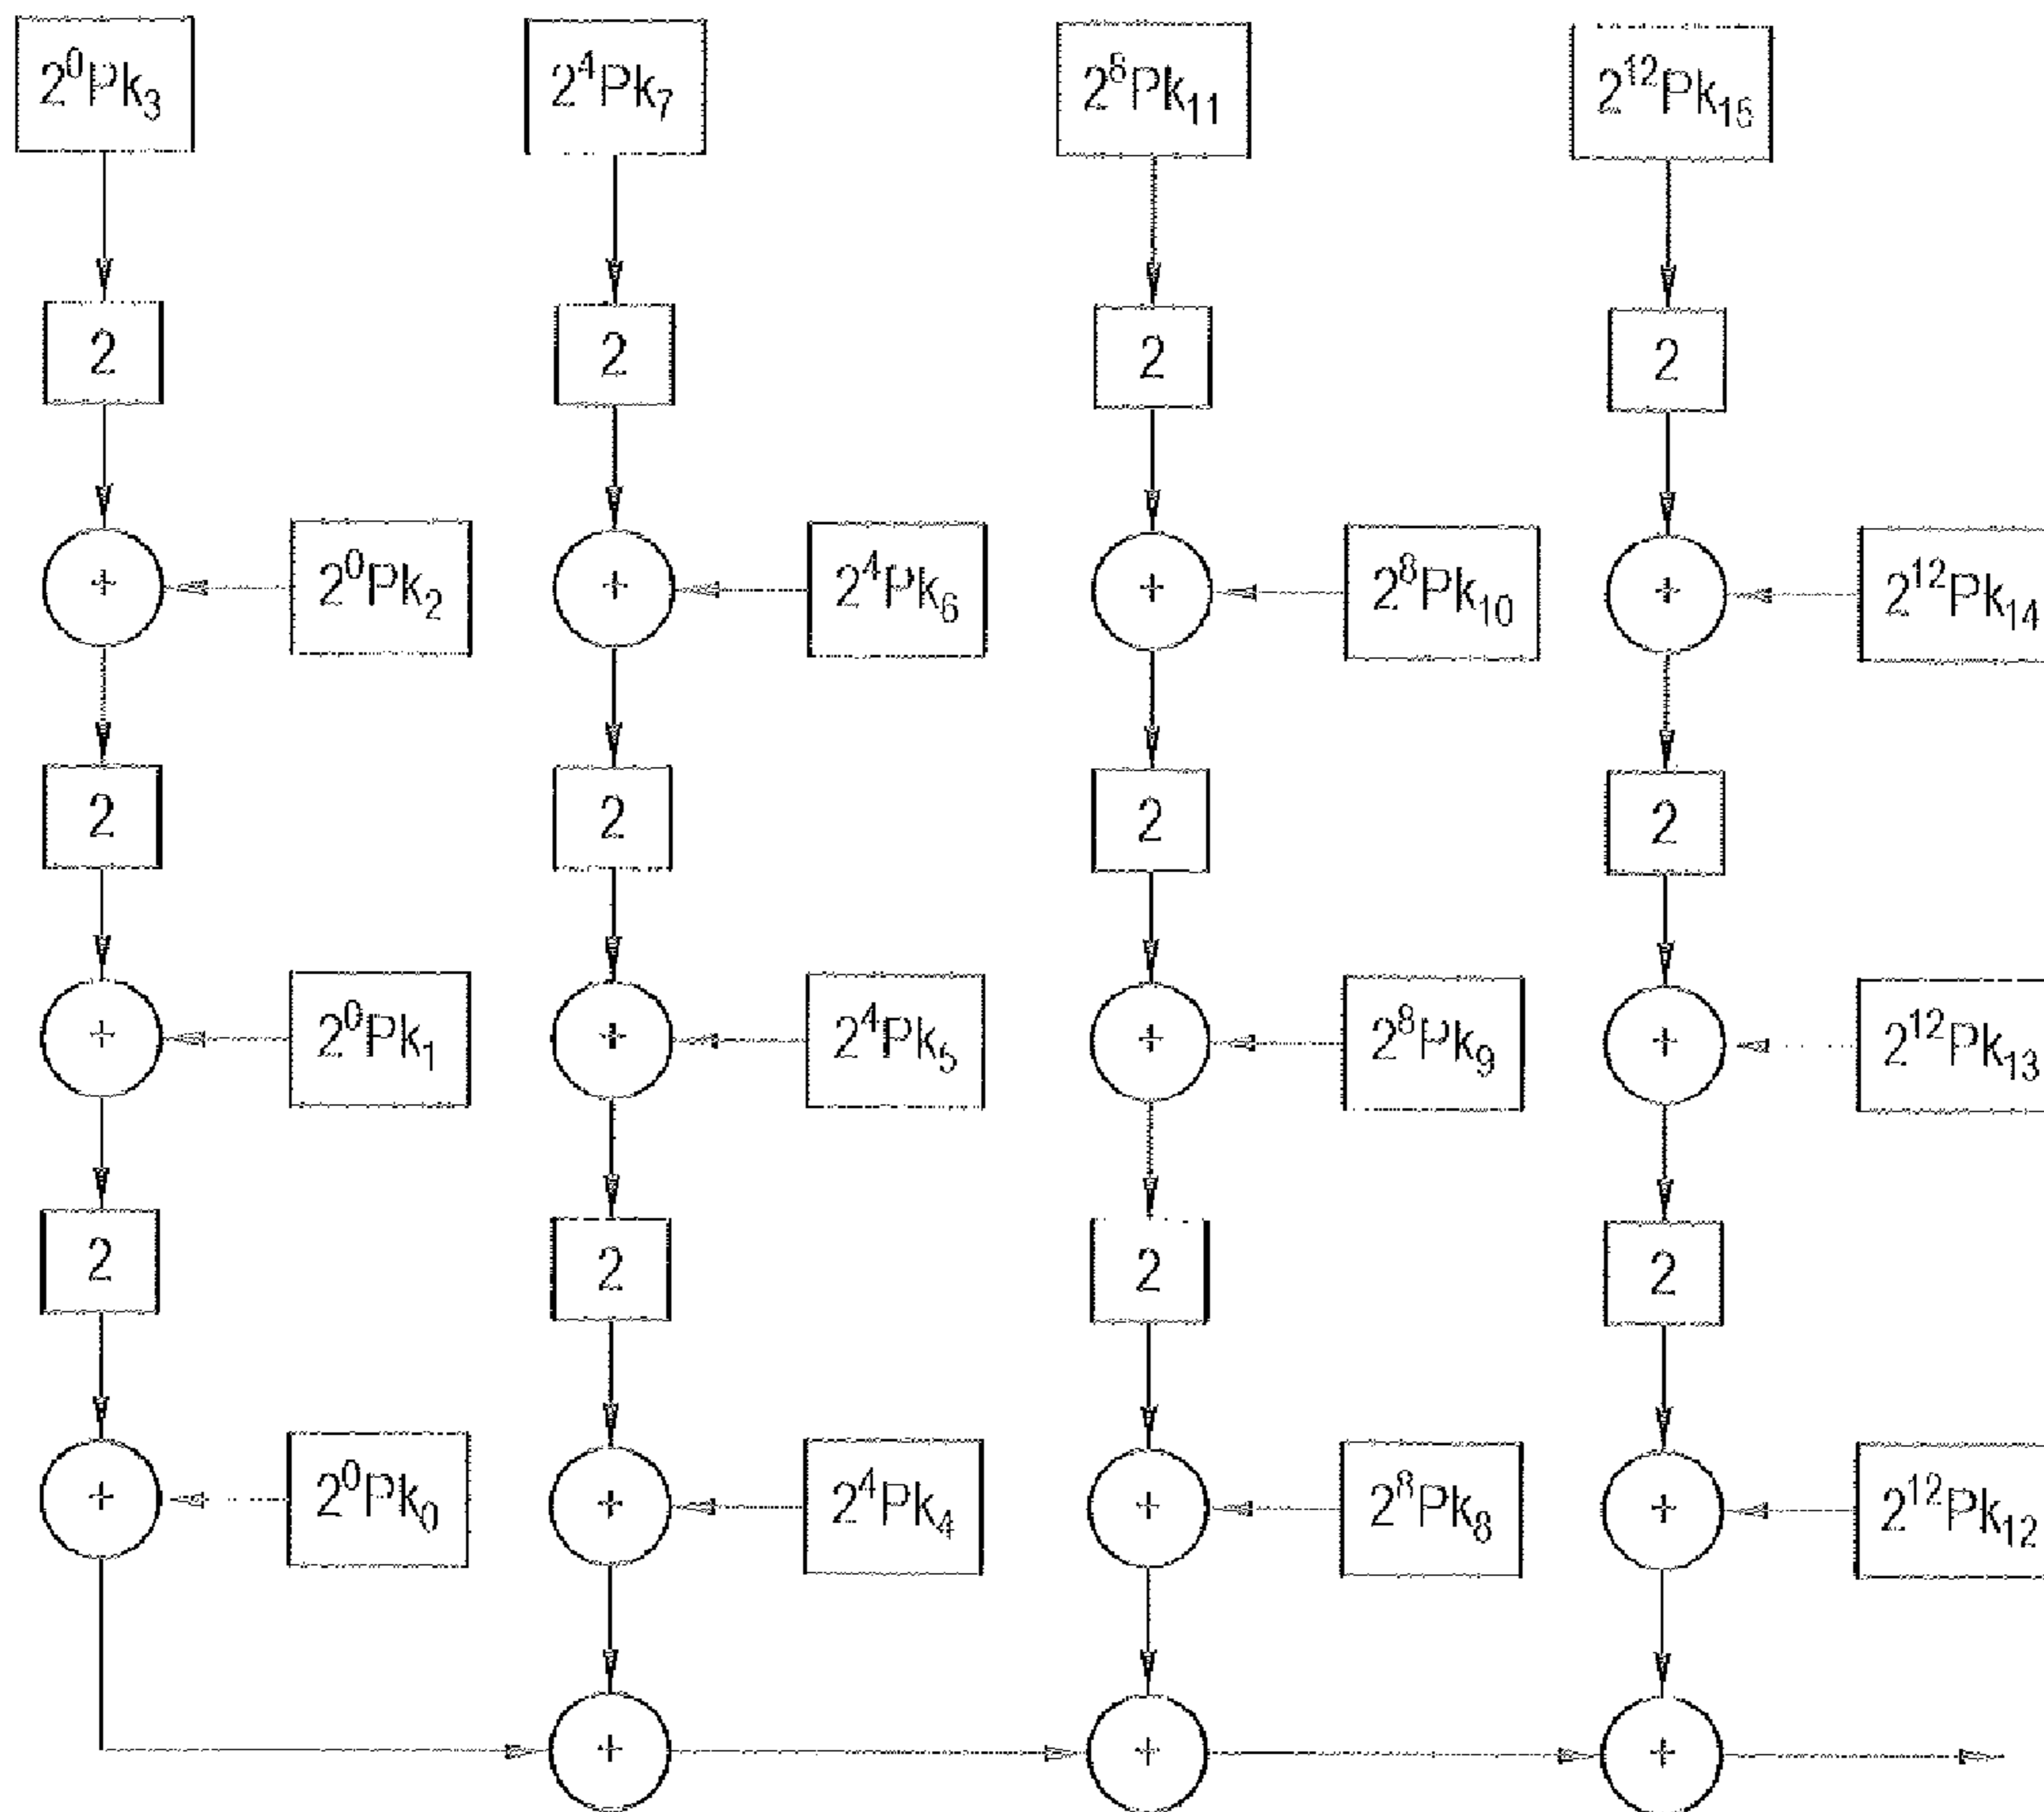 2⁰Pk₃ 2⁴Pk₇ 2⁸Pk₁₁ 2¹²Pk₁₅
2 2 2 2
+ 2⁰Pk₂ + 2⁴Pk₆ + 2⁸Pk₁₀ + 2¹²Pk₁₄
2 2 2 2
+ 2⁰Pk₁ + 2⁴Pk₅ + 2⁸Pk₉ + 2¹²Pk₁₃
2 2 2 2
+ 2⁰Pk₀ + 2⁴Pk₄ + 2⁸Pk₈ + 2¹²Pk₁₂
+ + +